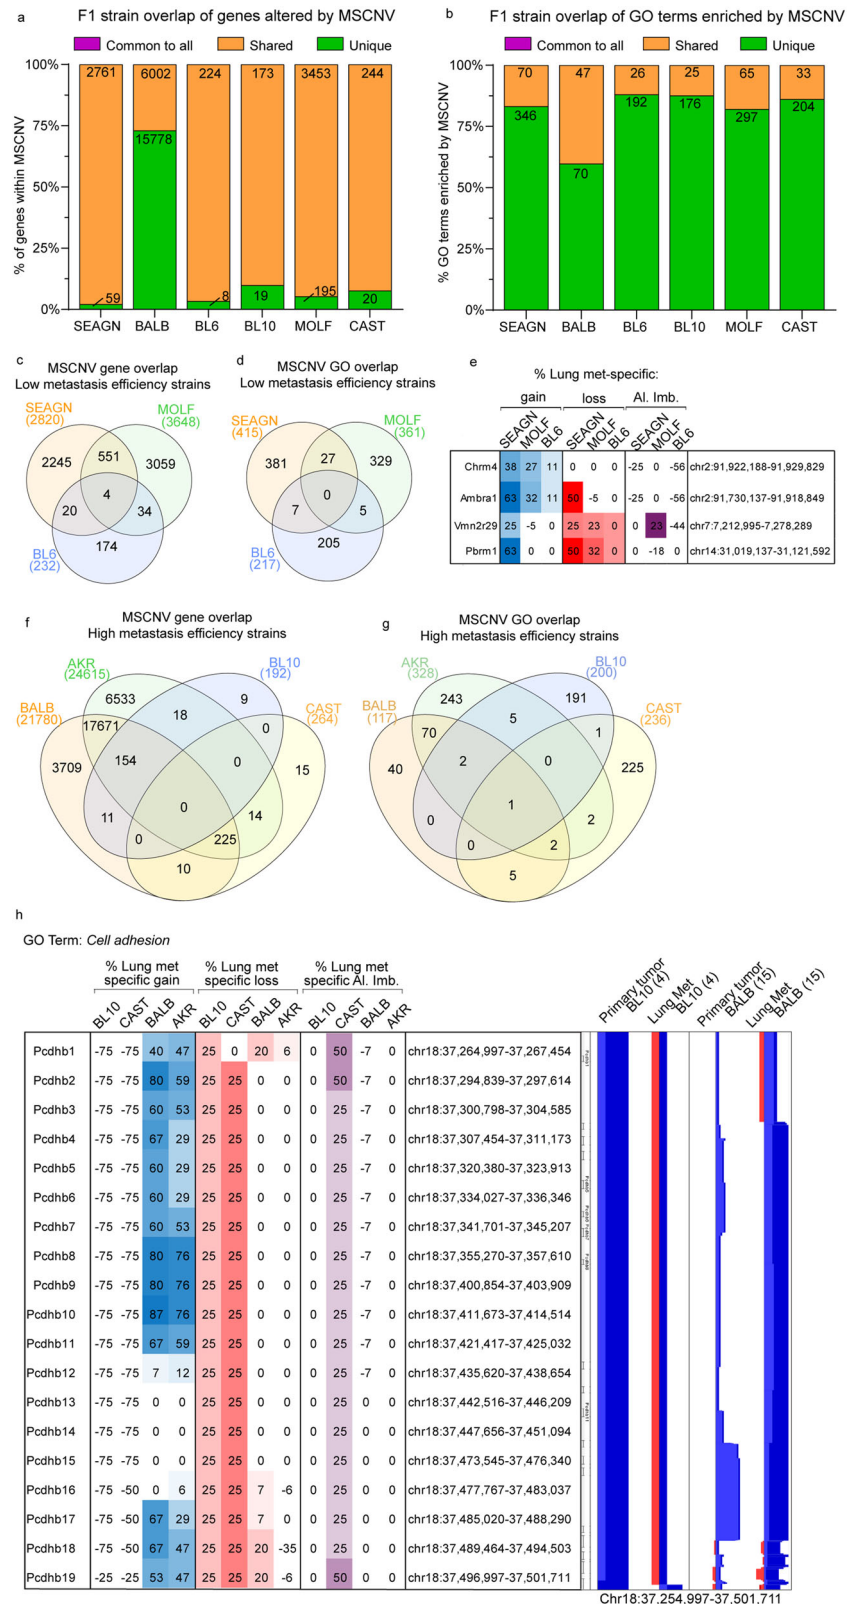 a
F1 strain overlap of genes altered by MSCNV
Common to all
Shared
Unique
% of genes within MSCNV
100%
75%
50%
25%
0%
2761
6002
224
173
3453
244
15778
59
8
19
195
20
SEAGN
BALB
BL6
BL10
MOLF
CAST
b
F1 strain overlap of GO terms enriched by MSCNV
Common to all
Shared
Unique
% GO terms enriched by MSCNV
100%
75%
50%
25%
0%
70
47
26
25
65
33
346
70
192
176
297
204
SEAGN
BALB
BL6
BL10
MOLF
CAST
c
MSCNV gene overlap
Low metastasis efficiency strains
SEAGN
(2820)
MOLF
(3648)
2245
551
3059
4
20
34
174
BL6
(232)
d
MSCNV GO overlap
Low metastasis efficiency strains
SEAGN
(415)
MOLF
(361)
381
27
329
0
7
5
205
BL6
(217)
e
% Lung met-specific:
gain loss Al. Imb.
SEAGN MOLF BL6 SEAGN MOLF BL6 SEAGN MOLF BL6
Chrm4 38 27 11 0 0 0 -25 0 -56 chr2:91,922,188-91,929,829
Ambra1 63 32 11 50 -5 0 -25 0 -56 chr2:91,730,137-91,918,849
Vmn2r29 25 -5 0 25 23 0 0 23 -44 chr7:7,212,995-7,278,289
Pbrm1 63 0 0 50 32 0 0 -18 0 chr14:31,019,137-31,121,592
f
MSCNV gene overlap
High metastasis efficiency strains
AKR
(24615)
BL10
(192)
BALB
(21780)
CAST
(264)
6533
9
18
17671
0
3709
154
0
15
0
11
14
0
225
10
g
MSCNV GO overlap
High metastasis efficiency strains
AKR
(328)
BL10
(200)
BALB
(117)
CAST
(236)
243
191
5
70
1
40
2
0
225
1
0
2
0
2
5
h
GO Term: Cell adhesion
% Lung met
specific gain
% Lung met
specific loss
% Lung met
specific Al. Imb.
BL10 CAST BALB AKR BL10 CAST BALB AKR BL10 CAST BALB AKR
Primary tumor
BL10 (4)
Lung Met
BL10 (4)
Primary tumor
BALB (15)
Lung Met
BALB (15)
Pcdhb1 -75 -75 40 47 25 0 20 6 0 50 -7 0 chr18:37,264,997-37,267,454
Pcdhb2 -75 -75 80 59 25 25 0 0 0 50 -7 0 chr18:37,294,839-37,297,614
Pcdhb3 -75 -75 60 53 25 25 0 0 0 25 -7 0 chr18:37,300,798-37,304,585
Pcdhb4 -75 -75 67 29 25 25 0 0 0 25 -7 0 chr18:37,307,454-37,311,173
Pcdhb5 -75 -75 60 29 25 25 0 0 0 25 -7 0 chr18:37,320,380-37,323,913
Pcdhb6 -75 -75 60 29 25 25 0 0 0 25 -7 0 chr18:37,334,027-37,336,346
Pcdhb7 -75 -75 60 53 25 25 0 0 0 25 -7 0 chr18:37,341,701-37,345,207
Pcdhb8 -75 -75 80 76 25 25 0 0 0 25 -7 0 chr18:37,355,270-37,357,610
Pcdhb9 -75 -75 80 76 25 25 0 0 0 25 -7 0 chr18:37,400,854-37,403,909
Pcdhb10 -75 -75 87 76 25 25 0 0 0 25 -7 0 chr18:37,411,673-37,414,514
Pcdhb11 -75 -75 67 59 25 25 0 0 0 25 -7 0 chr18:37,421,417-37,425,032
Pcdhb12 -75 -75 7 12 25 25 0 0 0 25 -7 0 chr18:37,435,620-37,438,654
Pcdhb13 -75 -75 0 0 25 25 0 0 0 25 0 0 chr18:37,442,516-37,446,209
Pcdhb14 -75 -75 0 0 25 25 0 0 0 25 0 0 chr18:37,447,656-37,451,094
Pcdhb15 -75 -75 0 0 25 25 0 0 0 25 0 0 chr18:37,473,545-37,476,340
Pcdhb16 -75 -50 0 6 25 25 7 -6 0 25 0 0 chr18:37,477,767-37,483,037
Pcdhb17 -75 -50 67 29 25 25 7 0 0 25 0 0 chr18:37,485,020-37,488,290
Pcdhb18 -75 -50 67 47 25 25 20 -35 0 25 0 0 chr18:37,489,464-37,494,503
Pcdhb19 -25 -25 53 47 25 25 20 -6 0 50 0 0 chr18:37,496,997-37,501,711
Chr18:37.254.997-37.501.711